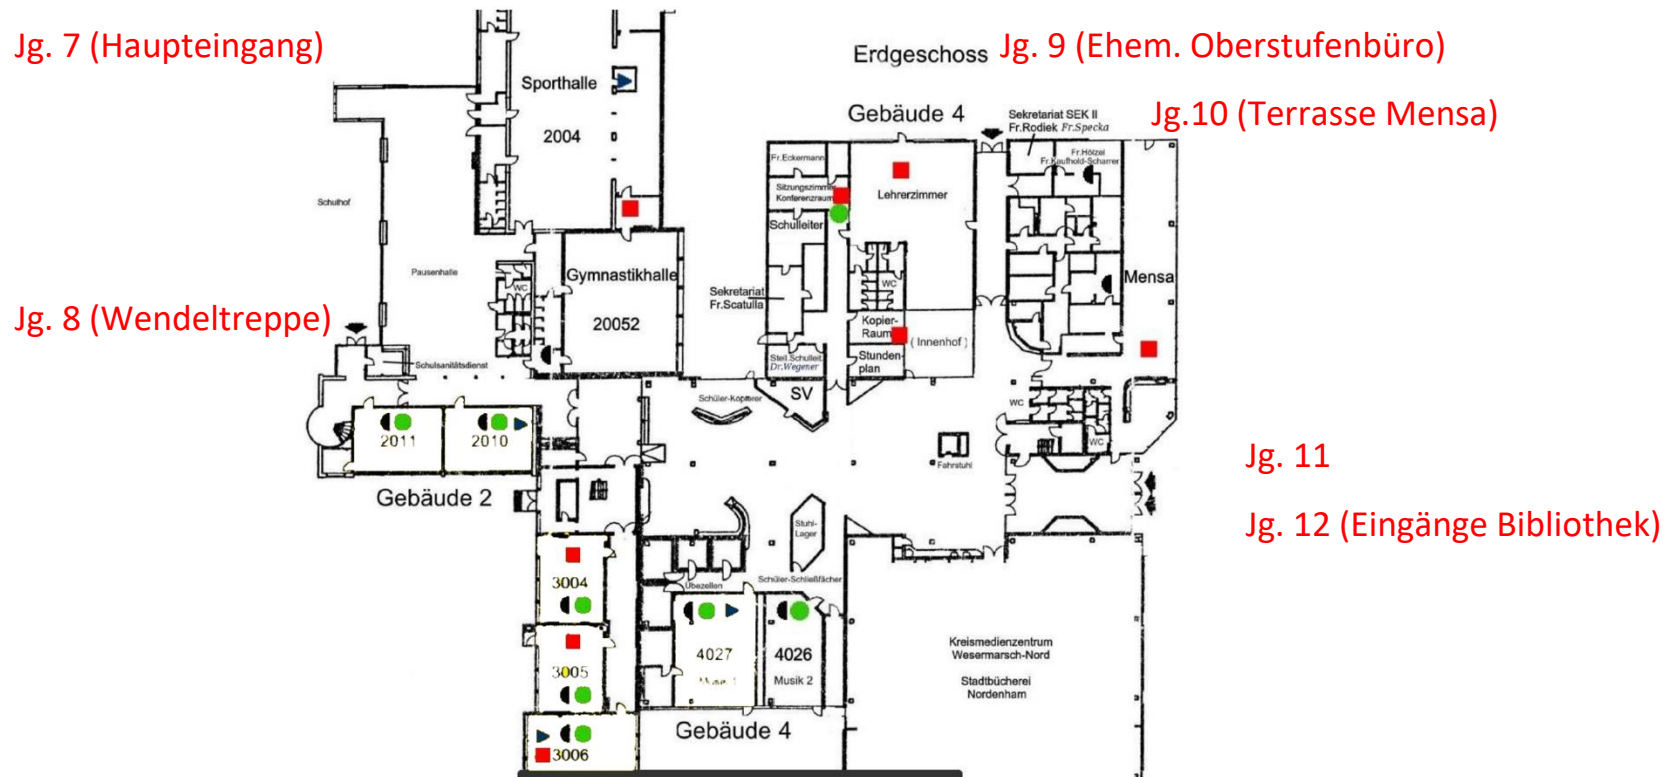 Jg. 7 (Haupteingang)
Erdgeschoss
Jg. 9 (Ehem. Oberstufenbüro)
Sporthalle
2004
Gebäude 4
Jg.10 (Terrasse Mensa)
Sekretariat SEK II
Fr.Rodiek Fr.Specka
Fr.Hölzel
Fr.Kaufhold-Scharrer
Fr.Eckermann
Sitzungszimmer
Konferenzraum
Lehrerzimmer
Schulhof
Schulleiter
Pausenhalle
WC
Gymnastikhalle
20052
WC
Mensa
Sekretariat
Fr.Scatulla
Jg. 8 (Wendeltreppe)
Kopier-
Raum
( Innenhof )
Schulsanitätsdienst
Stell.Schulleit.
Dr.Wegener
Stunden-
plan
SV
Schüler-Kopierer
WC
2011
2010
WC
Fahrstuhl
Jg. 11
Gebäude 2
Jg. 12 (Eingänge Bibliothek)
Stuhl-
Lager
3004
Übezellen
Schüler-Schließfächer
4027
4026
Musik 1
Musik 2
3005
Kreismedienzentrum
Wesermarsch-Nord
Stadtbücherei
Nordenham
Gebäude 4
3006